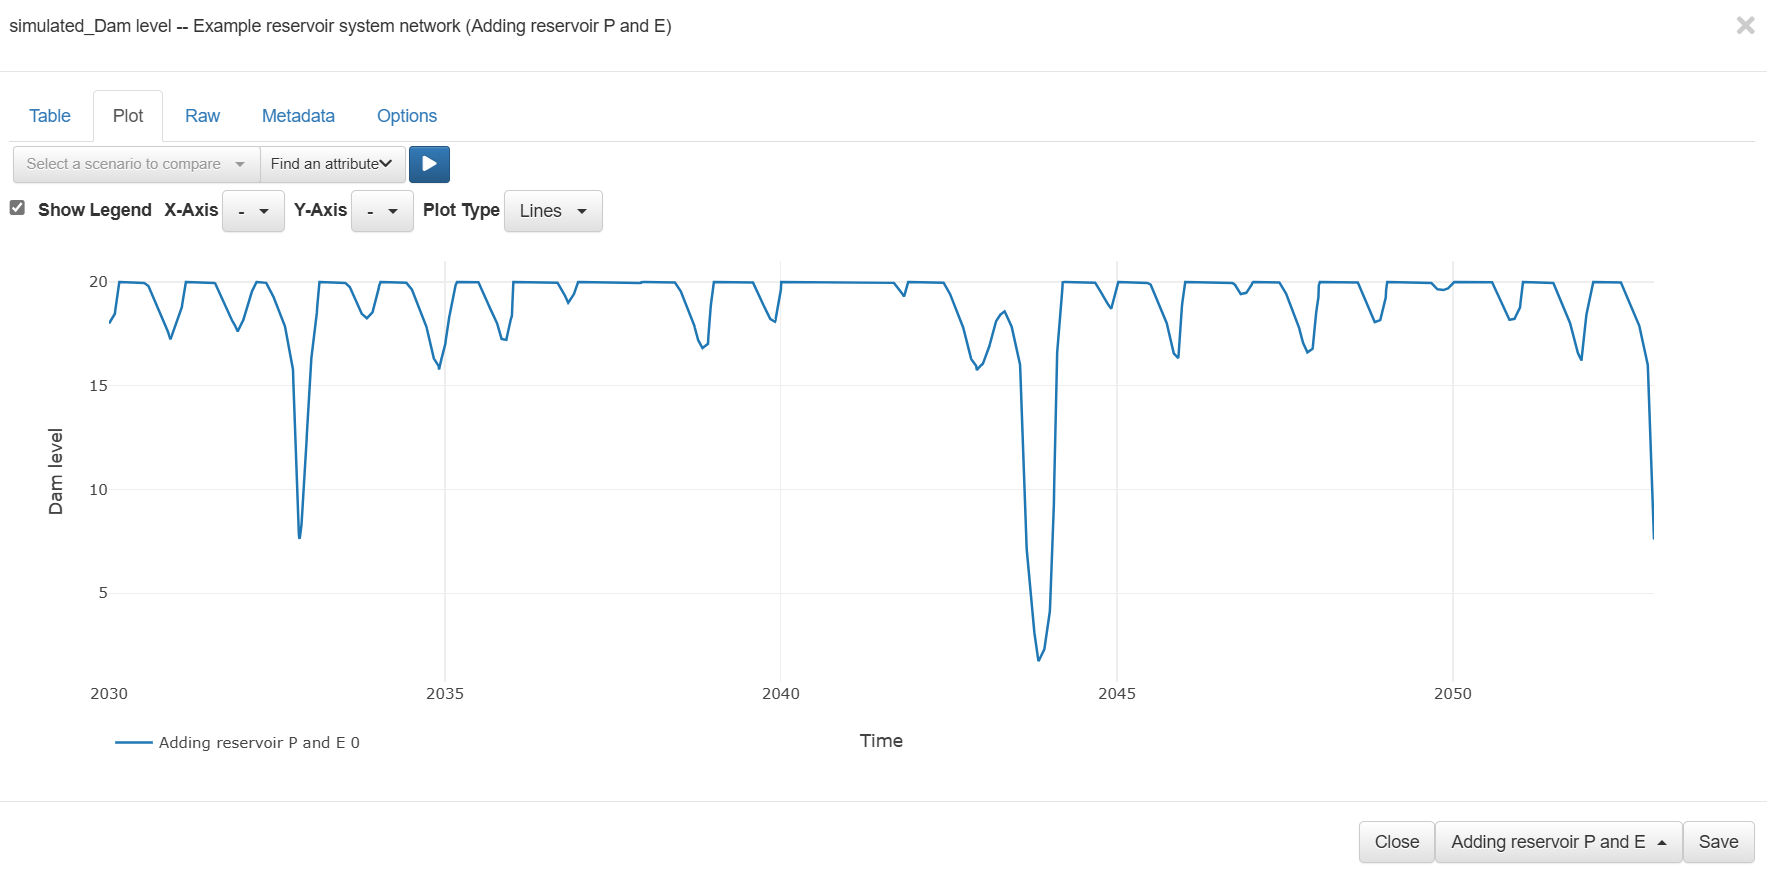 simulated_Dam level -- Example reservoir system network (Adding reservoir P and E)
×
Table Plot Raw Metadata Options
Select a scenario to compare Find an attribute
Show Legend X-Axis - Y-Axis - Plot Type Lines
20
15
10
5
Dam level
2030 2035 2040 2045 2050
Adding reservoir P and E 0
Time
Close Adding reservoir P and E Save